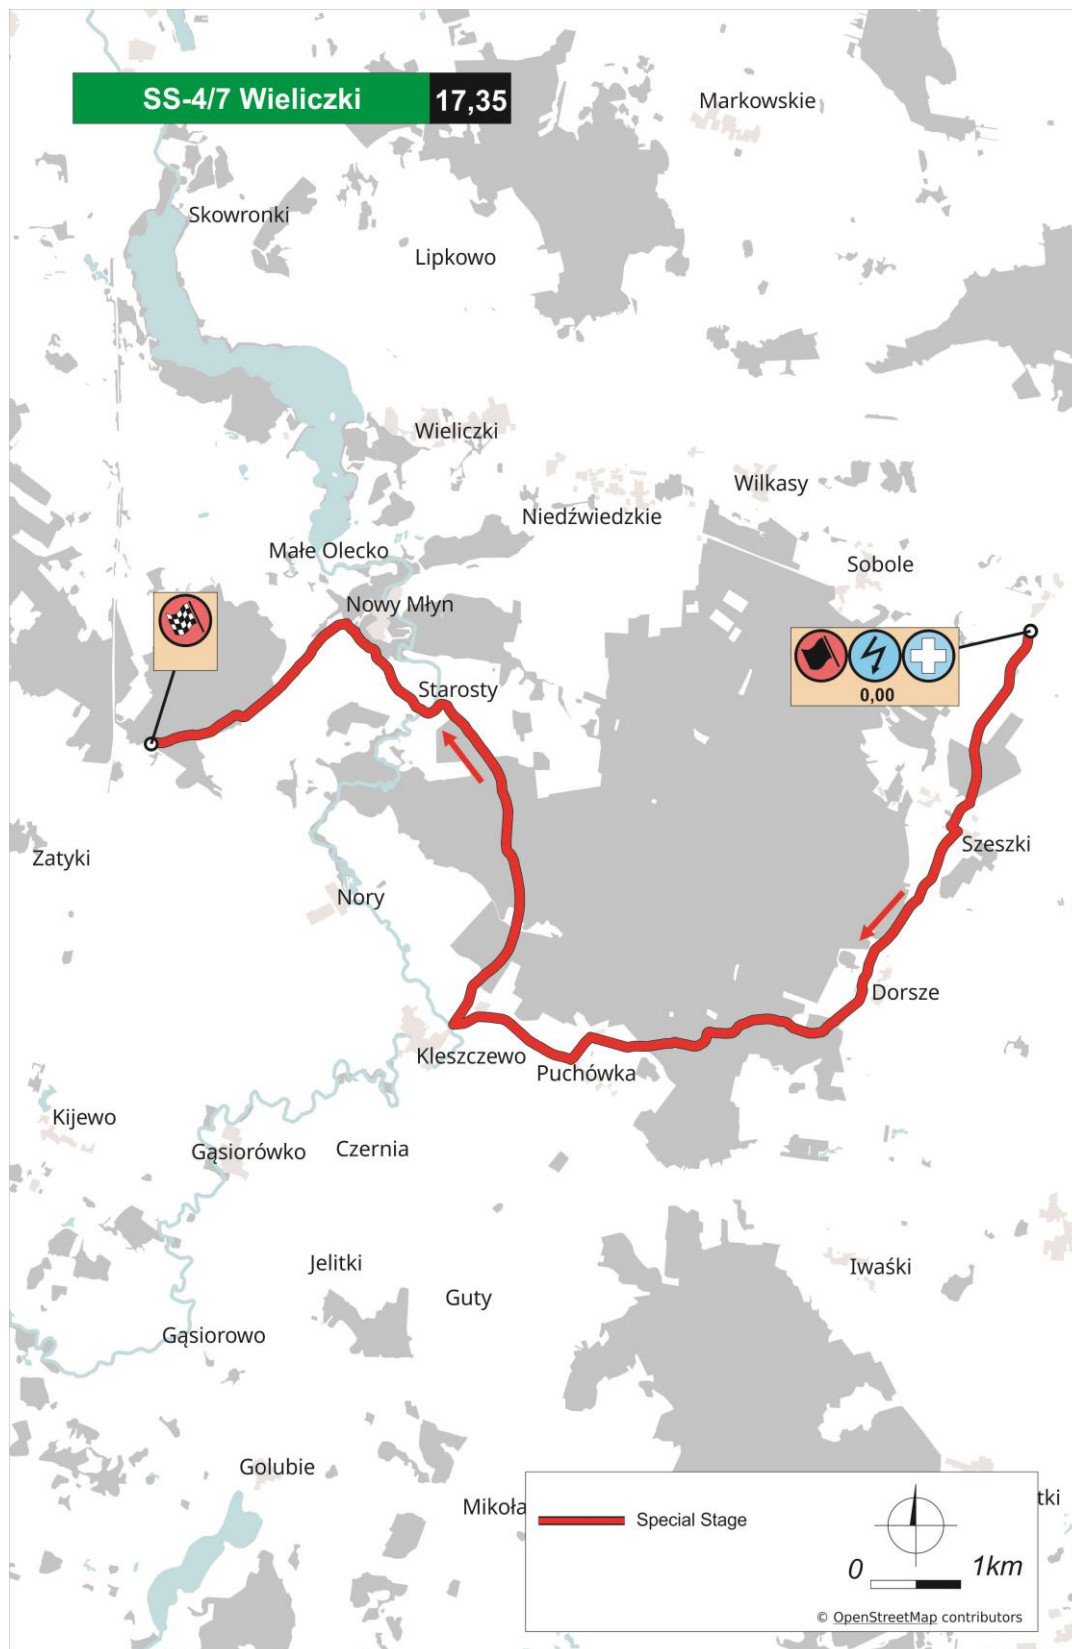 SS-4/7 Wieliczki 17,35
Markowskie
Skowronki
Lipkowo
Wieliczki
Wilkasy
Niedźwiedzkie
Małe Olecko
Sobole
Nowy Młyn
Starosty
0,00
Szeszki
Zatyki
Nory
Dorsze
Kleszczewo
Puchówka
Kijewo
Gąsiorówko
Czernia
Jelitki
Iwaśki
Guty
Gąsiorowo
Golubie
Mikoła
tki
Special Stage
0 1km
© OpenStreetMap contributors